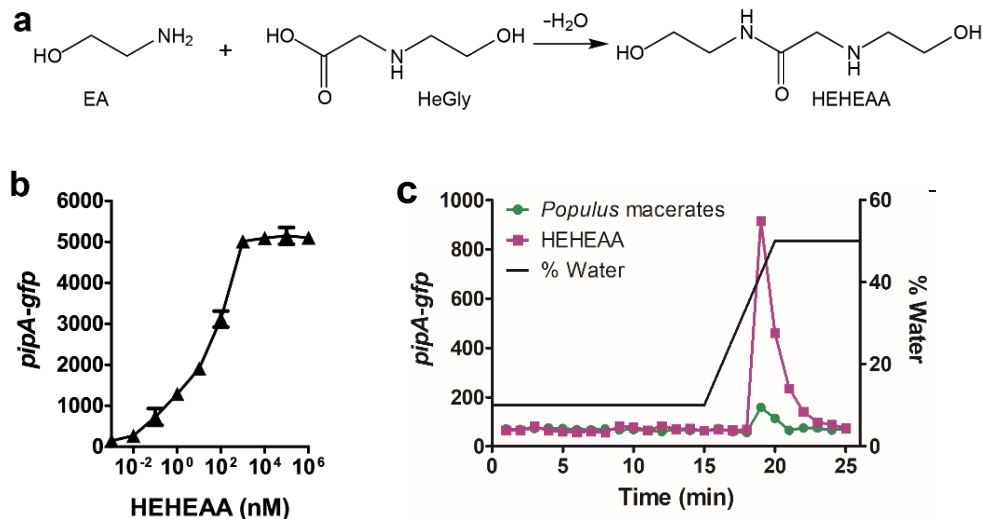 a
-H₂O
HO
NH₂
+
HO
O
N
H
OH
HO
H
N
O
N
H
OH
EA
HeGly
HEHEAA
b
pipA-gfp
6000
5000
4000
3000
2000
1000
0
10⁻² 10⁰ 10² 10⁴ 10⁶
HEHEAA (nM)
c
pipA-gfp
1000
800
600
400
200
0
Populus macerates
HEHEAA
% Water
60
40
20
0
% Water
0 5 10 15 20 25
Time (min)